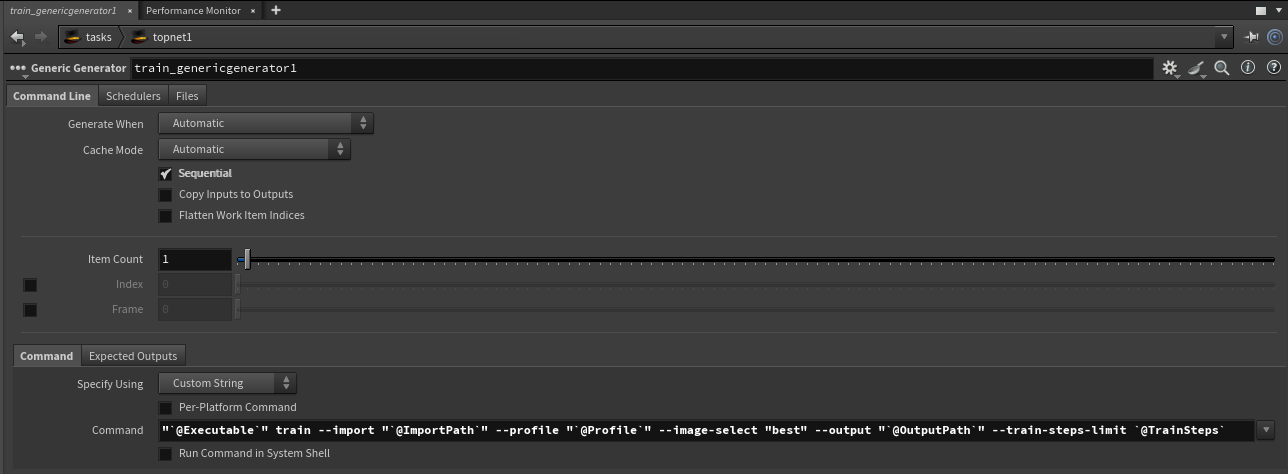 train_genericgenerator1 × Performance Monitor × +
tasks topnet1
Generic Generator train_genericgenerator1
Command Line Schedulers Files
Generate When Automatic
Cache Mode Automatic
Sequential
Copy Inputs to Outputs
Flatten Work Item Indices
Item Count 1
Index 0
Frame 0
Command Expected Outputs
Specify Using Custom String
Per-Platform Command
Command "`@Executable`" train --import "`@ImportPath`" --profile "`@Profile`" --image-select "best" --output "`@OutputPath`" --train-steps-limit `@TrainSteps`
Run Command in System Shell